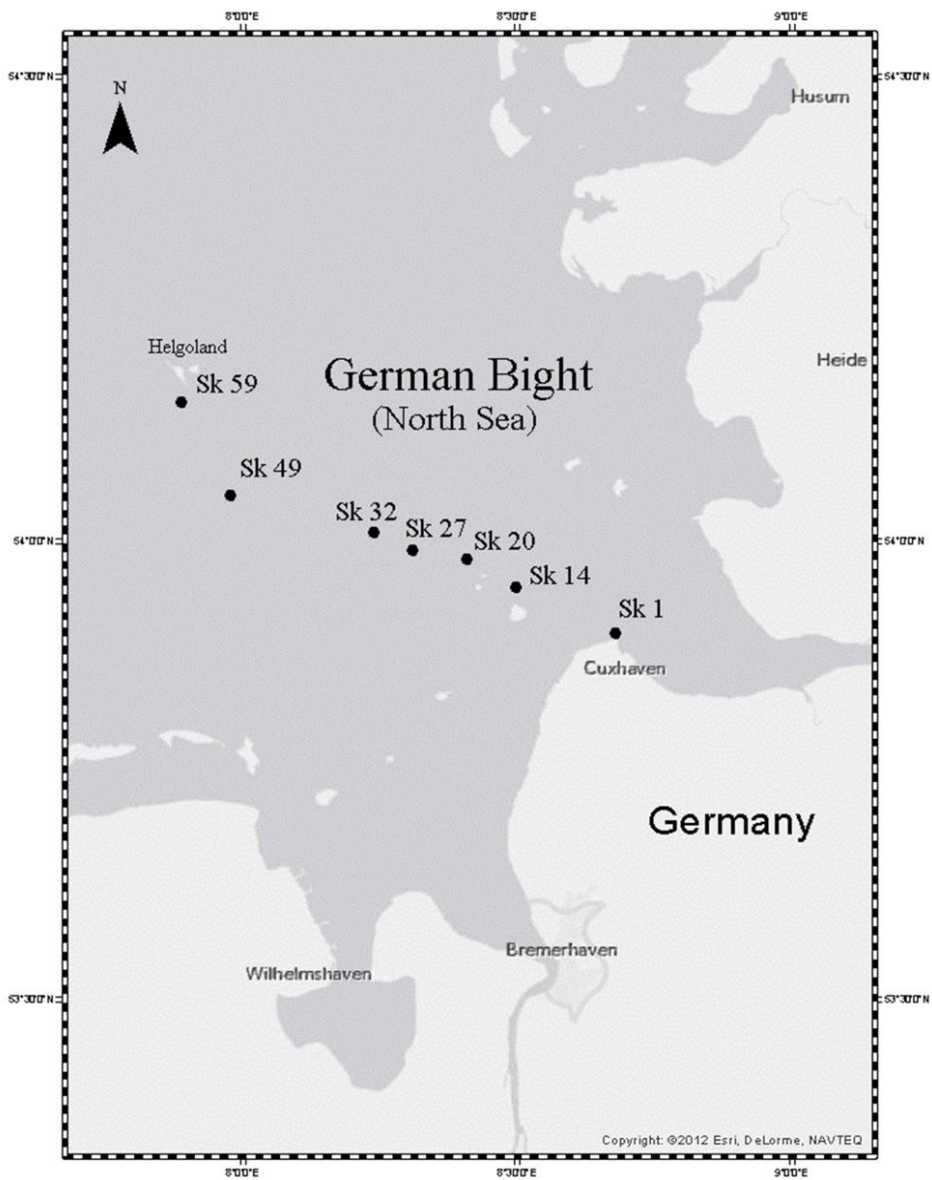 8°0'0"E 8°30'0"E 9°0'0"E
54°30'0"N 54°30'0"N
N
Husum
Helgoland
Heide
German Bight
(North Sea)
Sk 59
Sk 49
Sk 32
Sk 27
Sk 20
54°0'0"N 54°0'0"N
Sk 14
Sk 1
Cuxhaven
Germany
Bremerhaven
Wilhelmshaven
53°30'0"N 53°30'0"N
Copyright: ©2012 Esri, DeLorme, NAVTEQ
8°0'0"E 8°30'0"E 9°0'0"E